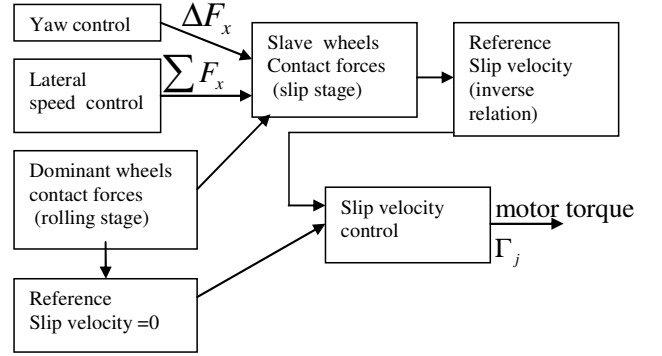 Yaw control
ΔF_x
Lateral
speed control
∑ F_x
Slave wheels
Contact forces
(slip stage)
Reference
Slip velocity
(inverse
relation)
Dominant wheels
contact forces
(rolling stage)
Slip velocity
control
motor torque
Γ_j
Reference
Slip velocity =0